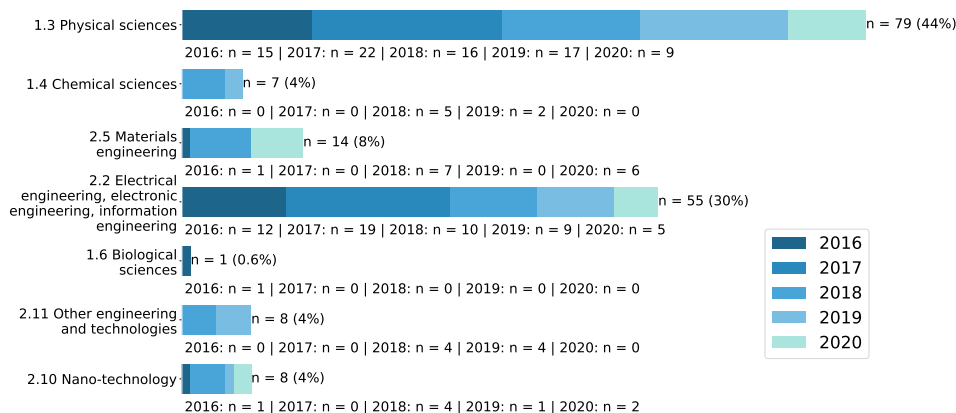 1.3 Physical sciences
n = 79 (44%)
2016: n = 15 | 2017: n = 22 | 2018: n = 16 | 2019: n = 17 | 2020: n = 9
1.4 Chemical sciences
n = 7 (4%)
2016: n = 0 | 2017: n = 0 | 2018: n = 5 | 2019: n = 2 | 2020: n = 0
2.5 Materials
engineering
n = 14 (8%)
2016: n = 1 | 2017: n = 0 | 2018: n = 7 | 2019: n = 0 | 2020: n = 6
2.2 Electrical
engineering, electronic
engineering, information
engineering
n = 55 (30%)
2016: n = 12 | 2017: n = 19 | 2018: n = 10 | 2019: n = 9 | 2020: n = 5
1.6 Biological
sciences
n = 1 (0.6%)
2016: n = 1 | 2017: n = 0 | 2018: n = 0 | 2019: n = 0 | 2020: n = 0
2.11 Other engineering
and technologies
n = 8 (4%)
2016: n = 0 | 2017: n = 0 | 2018: n = 4 | 2019: n = 4 | 2020: n = 0
2.10 Nano-technology
n = 8 (4%)
2016: n = 1 | 2017: n = 0 | 2018: n = 4 | 2019: n = 1 | 2020: n = 2
2016
2017
2018
2019
2020